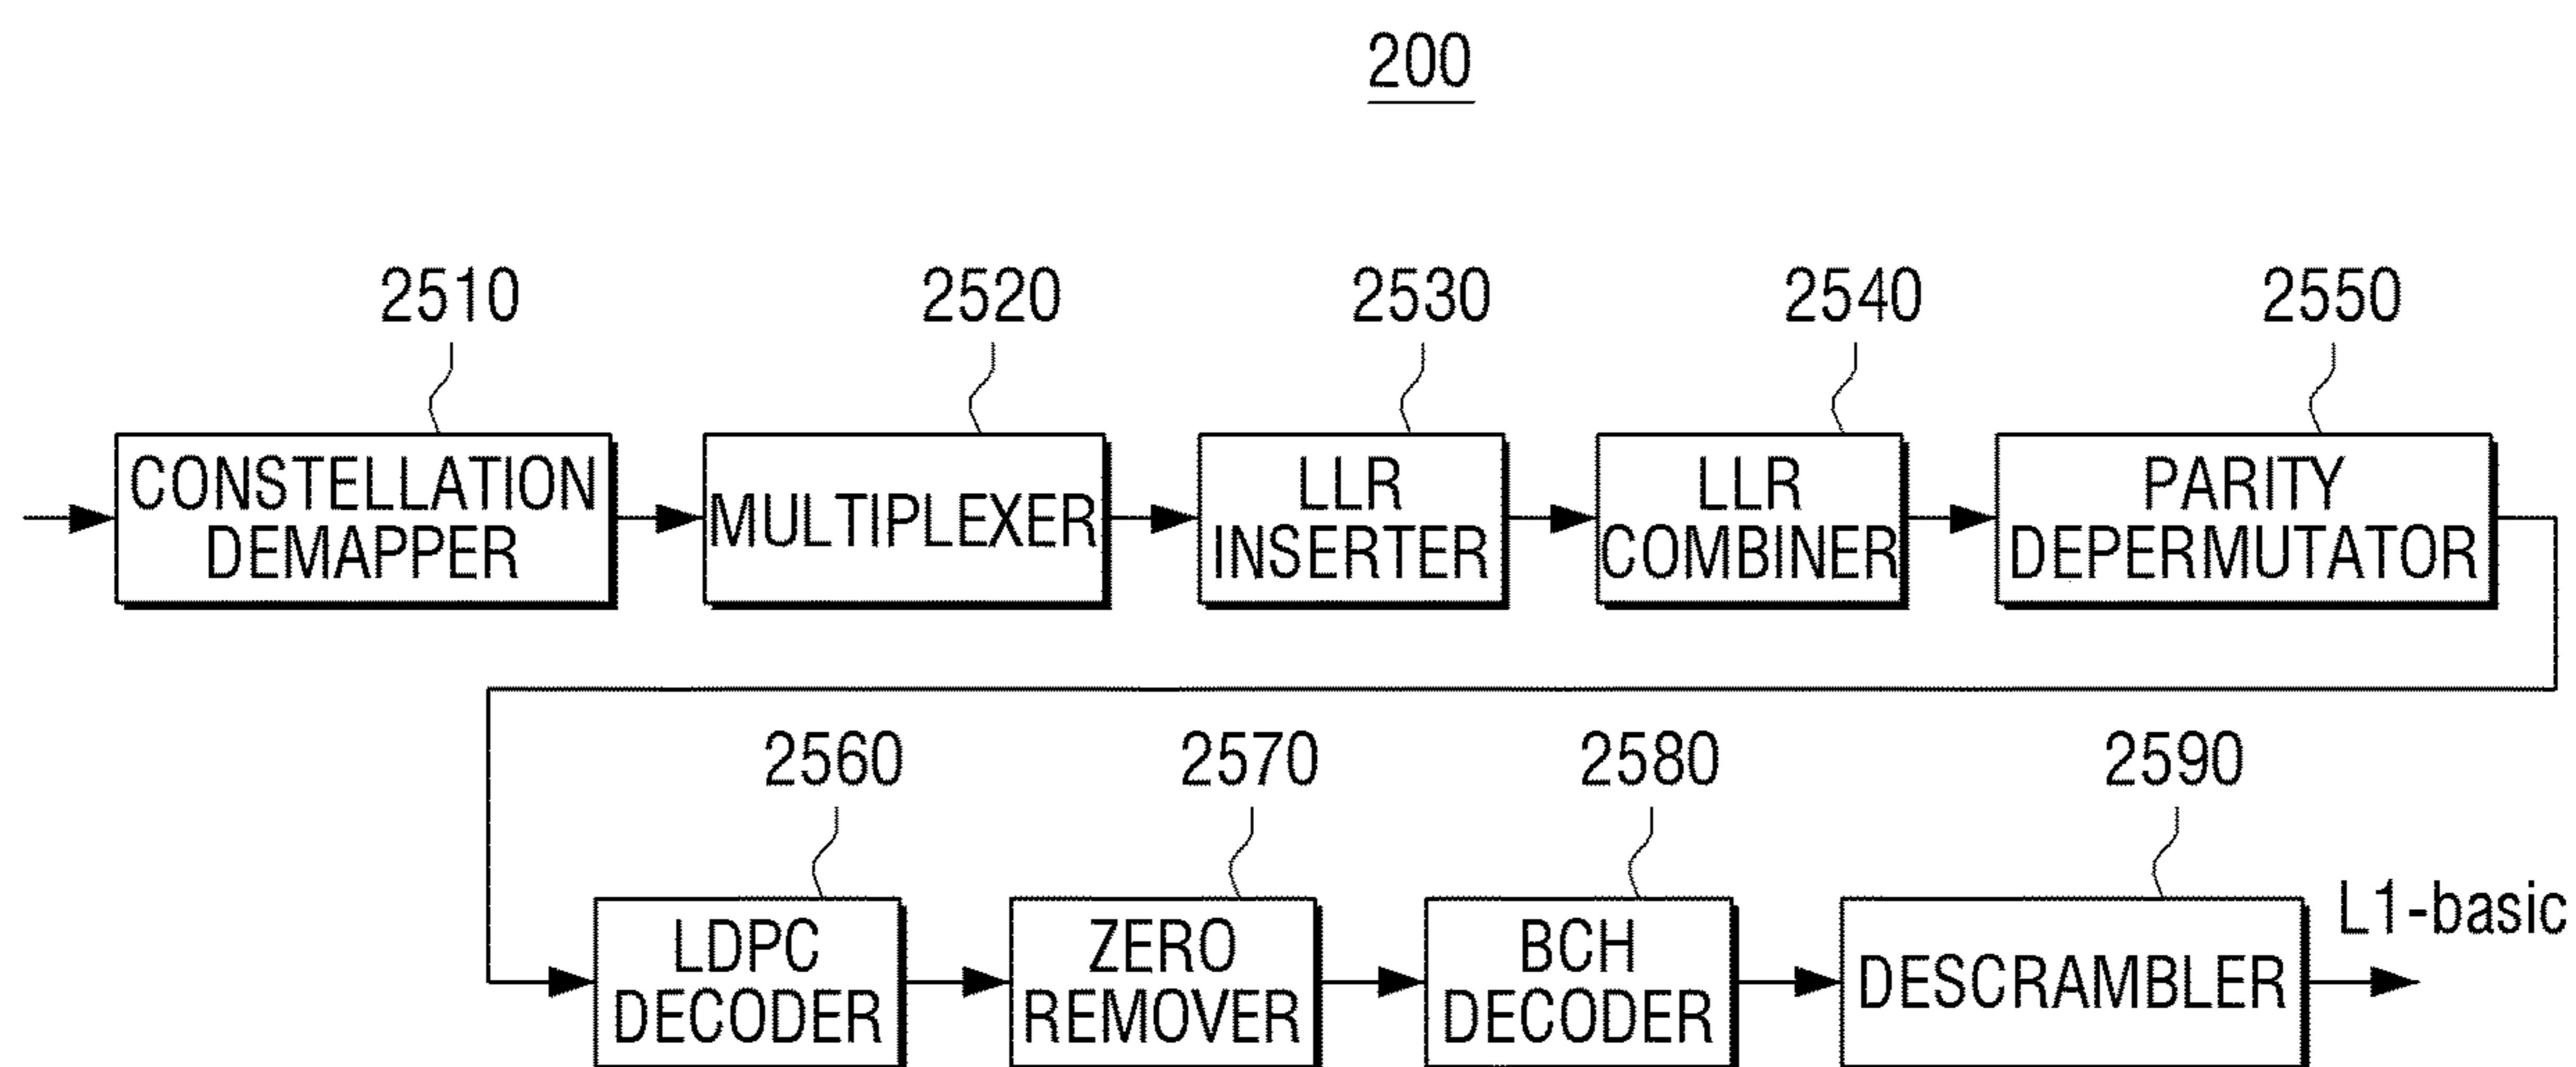 200
2510
2520
2530
2540
2550
CONSTELLATION
DEMAPPER
MULTIPLEXER
LLR
INSERTER
LLR
COMBINER
PARITY
DEPERMUTATOR
2560
2570
2580
2590
LDPC
DECODER
ZERO
REMOVER
BCH
DECODER
DESCRAMBLER
L1-basic